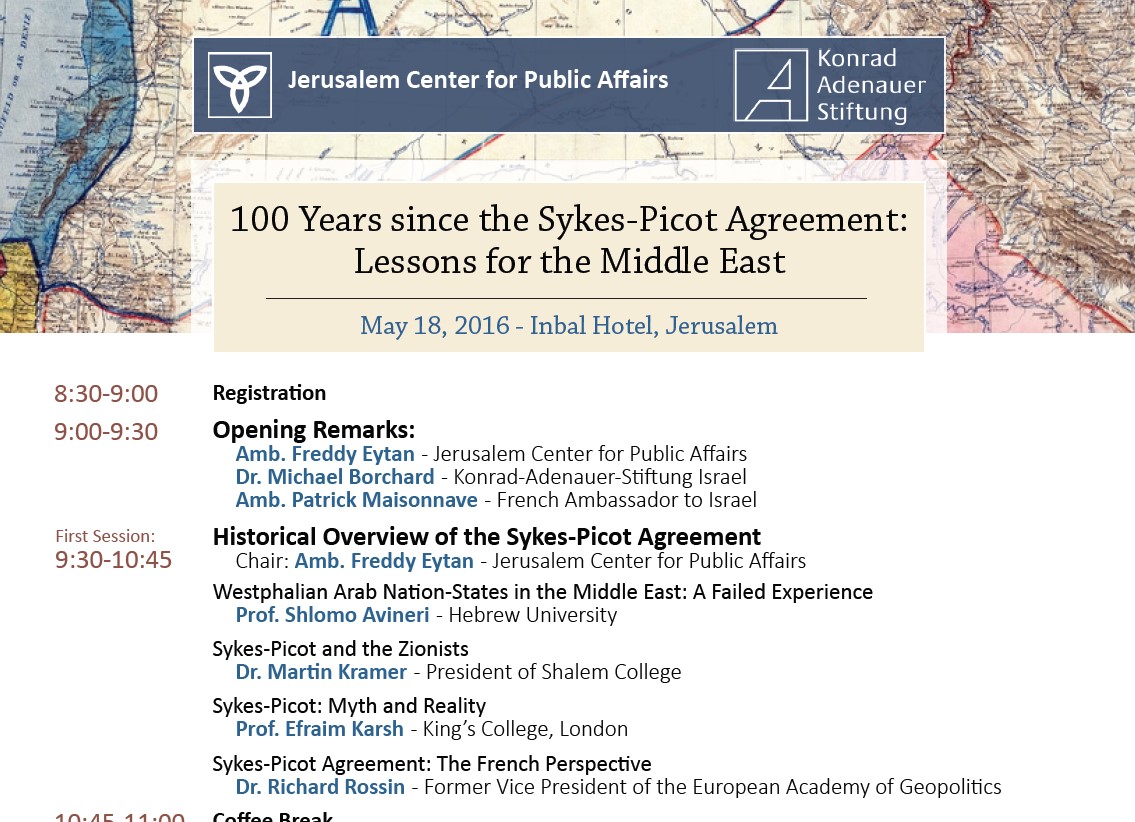 Jerusalem Center for Public Affairs
Konrad
Adenauer
Stiftung
100 Years since the Sykes-Picot Agreement:
Lessons for the Middle East
May 18, 2016 - Inbal Hotel, Jerusalem
8:30-9:00 Registration
9:00-9:30 Opening Remarks:
Amb. Freddy Eytan - Jerusalem Center for Public Affairs
Dr. Michael Borchard - Konrad-Adenauer-Stiftung Israel
Amb. Patrick Maisonnave - French Ambassador to Israel
First Session: Historical Overview of the Sykes-Picot Agreement
9:30-10:45 Chair: Amb. Freddy Eytan - Jerusalem Center for Public Affairs
Westphalian Arab Nation-States in the Middle East: A Failed Experience
Prof. Shlomo Avineri - Hebrew University
Sykes-Picot and the Zionists
Dr. Martin Kramer - President of Shalem College
Sykes-Picot: Myth and Reality
Prof. Efraim Karsh - King's College, London
Sykes-Picot Agreement: The French Perspective
Dr. Richard Rossin - Former Vice President of the European Academy of Geopolitics
10:45-11:00 Coffee Break